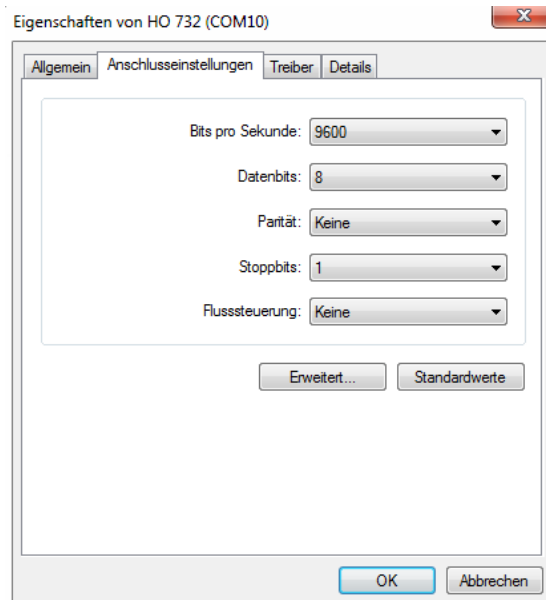 Eigenschaften von HO 732 (COM10)
Allgemein Anschlusseinstellungen Treiber Details
Bits pro Sekunde: 9600
Datenbits: 8
Parität: Keine
Stoppbits: 1
Flusssteuerung: Keine
Erweitert... Standardwerte
OK Abbrechen